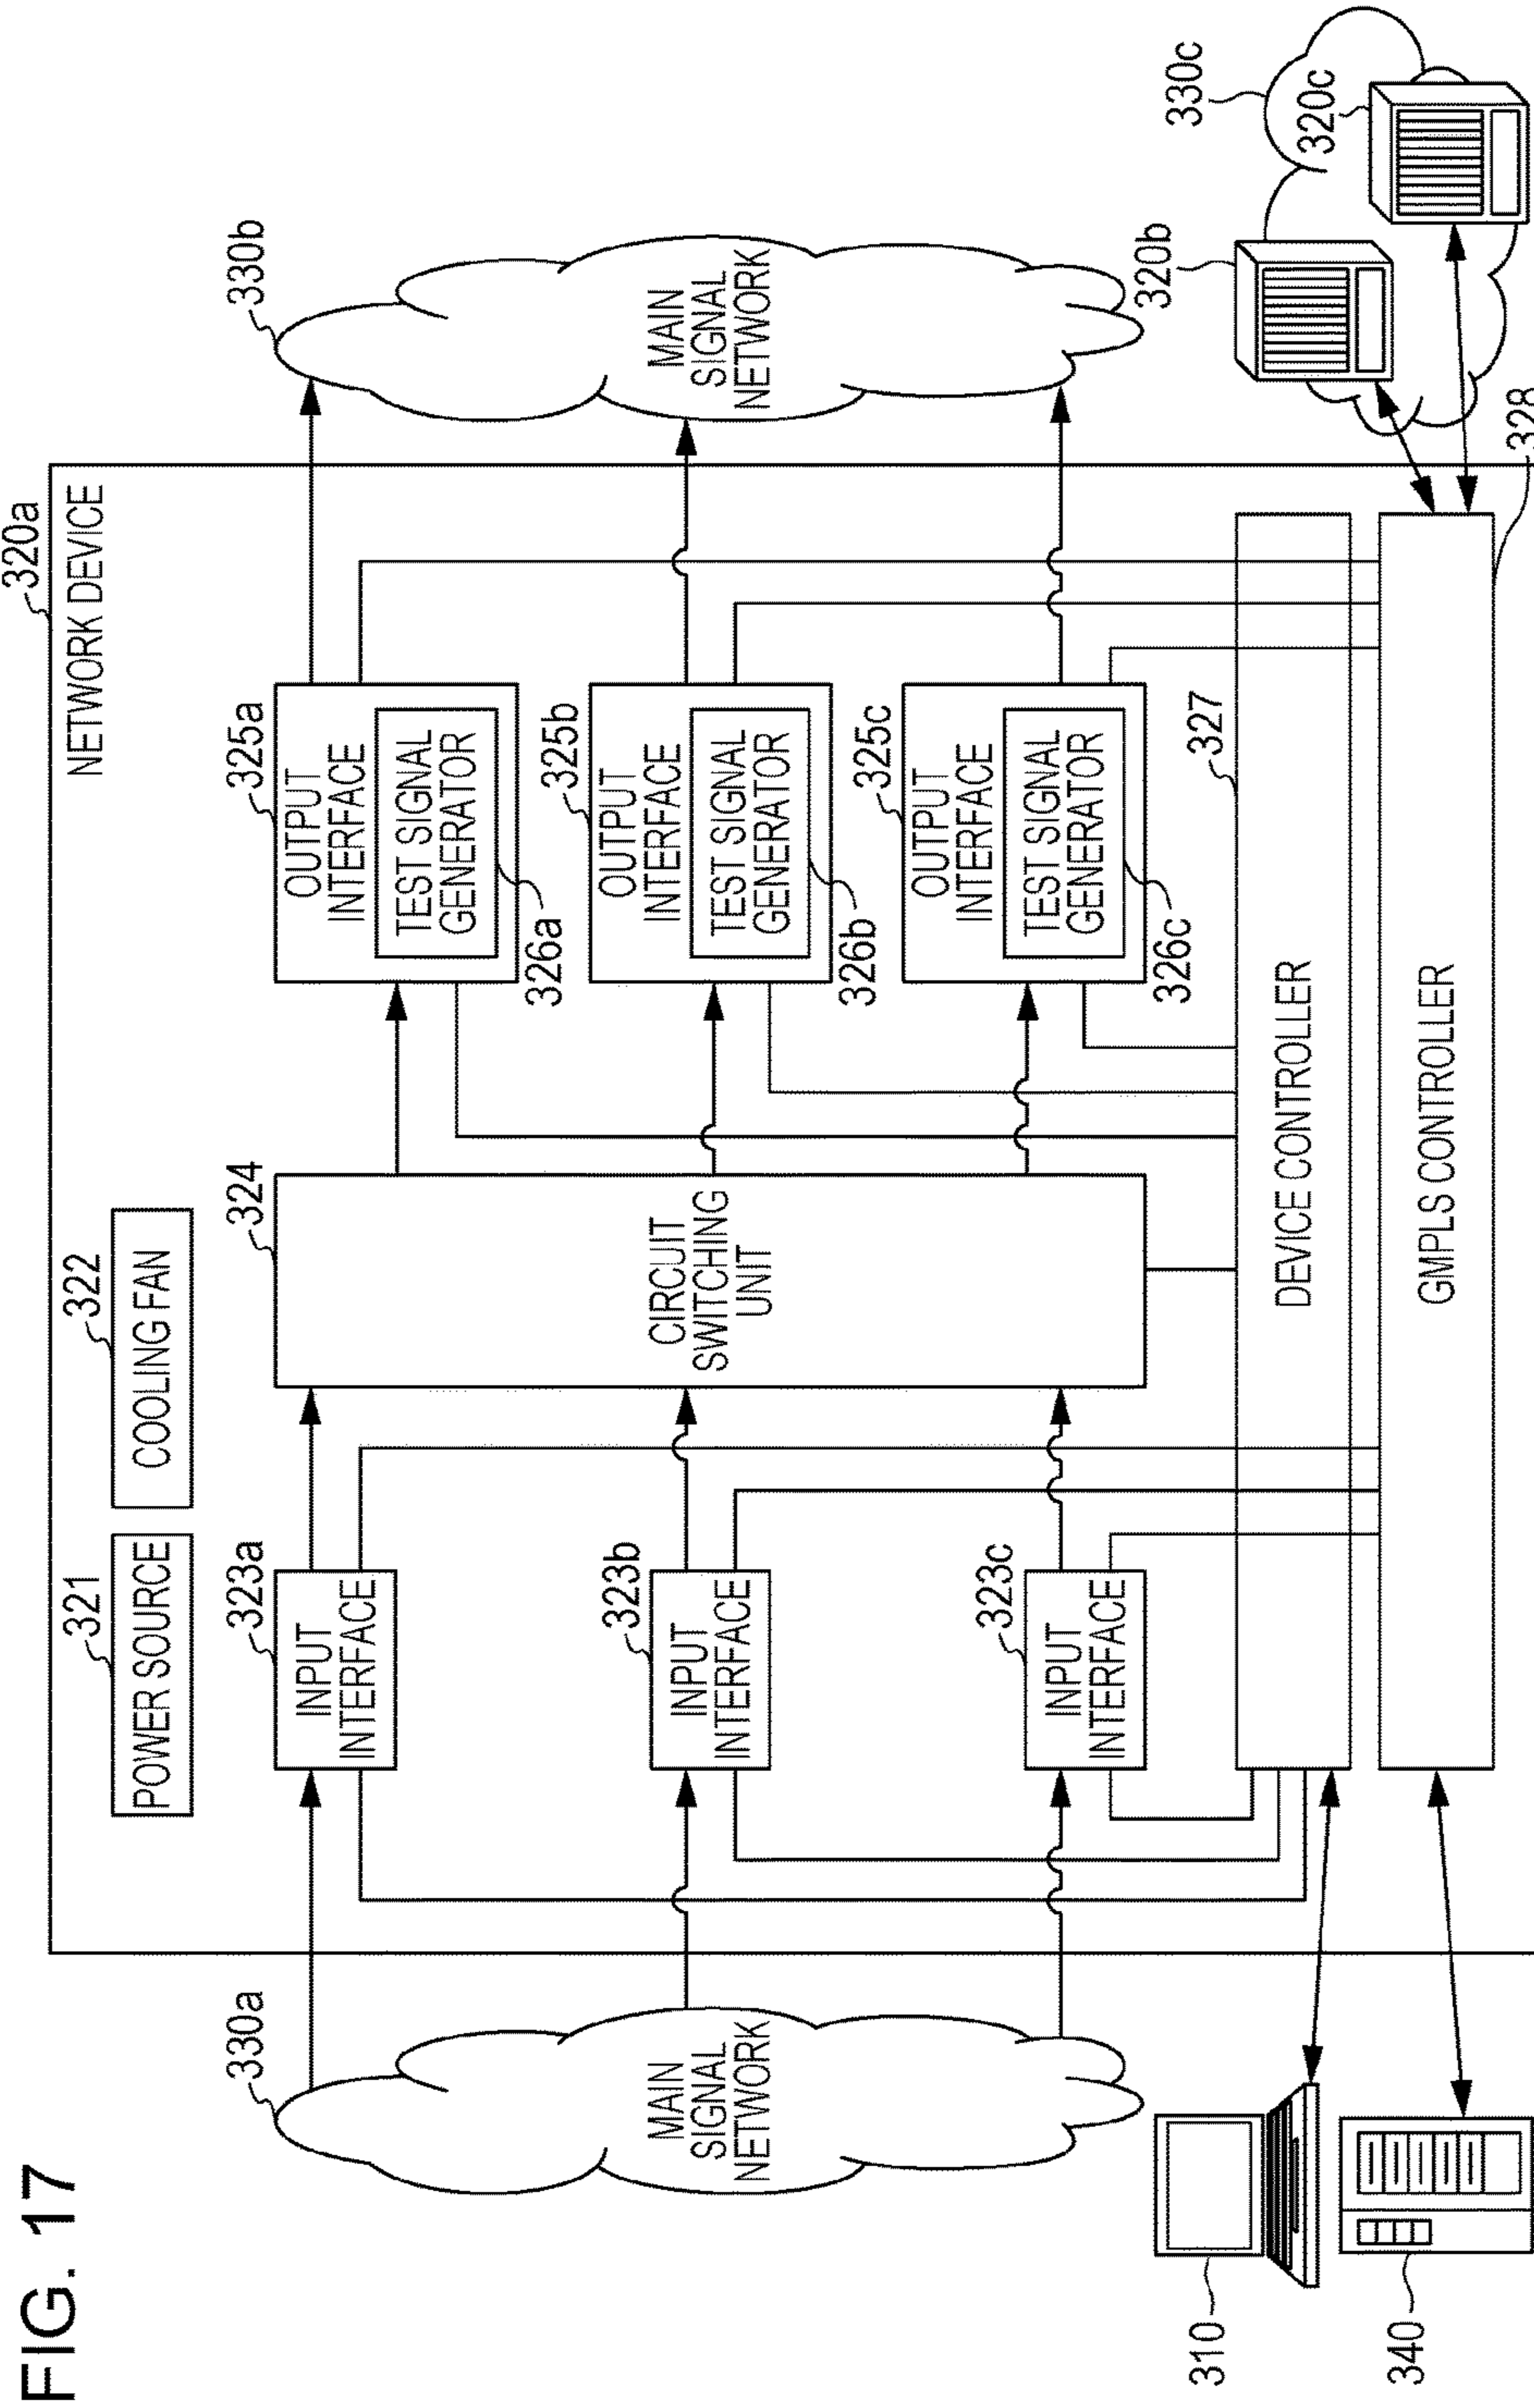 FIG. 17
320a
NETWORK DEVICE
321
POWER SOURCE
322
COOLING FAN
330a
MAIN
SIGNAL
NETWORK
323a
INPUT
INTERFACE
323b
INPUT
INTERFACE
323c
INPUT
INTERFACE
324
CIRCUIT
SWITCHING
UNIT
325a
OUTPUT
INTERFACE
TEST SIGNAL
GENERATOR
326a
325b
OUTPUT
INTERFACE
TEST SIGNAL
GENERATOR
326b
325c
OUTPUT
INTERFACE
TEST SIGNAL
GENERATOR
326c
330b
MAIN
SIGNAL
NETWORK
327
DEVICE CONTROLLER
GMPLS CONTROLLER
328
310
340
320b
330c
320c